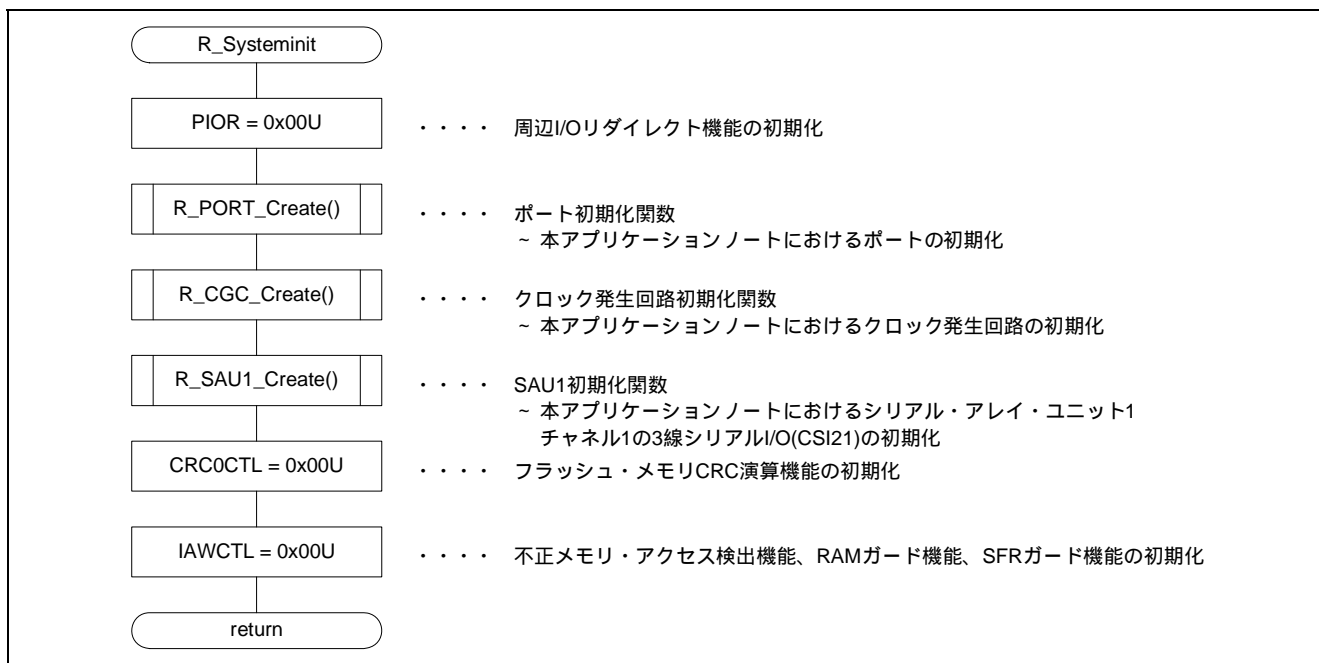 R_Systeminit
PIOR = 0x00U ・・・・ 周辺I/Oリダイレクト機能の初期化
R_PORT_Create() ・・・・ ポート初期化関数
~ 本アプリケーションノートにおけるポートの初期化
R_CGC_Create() ・・・・ クロック発生回路初期化関数
~ 本アプリケーションノートにおけるクロック発生回路の初期化
R_SAU1_Create() ・・・・ SAU1初期化関数
~ 本アプリケーションノートにおけるシリアル・アレイ・ユニット1
チャネル1の3線シリアルI/O(CSI21)の初期化
CRC0CTL = 0x00U ・・・・ フラッシュ・メモリCRC演算機能の初期化
IAWCTL = 0x00U ・・・・ 不正メモリ・アクセス検出機能、RAMガード機能、SFRガード機能の初期化
return